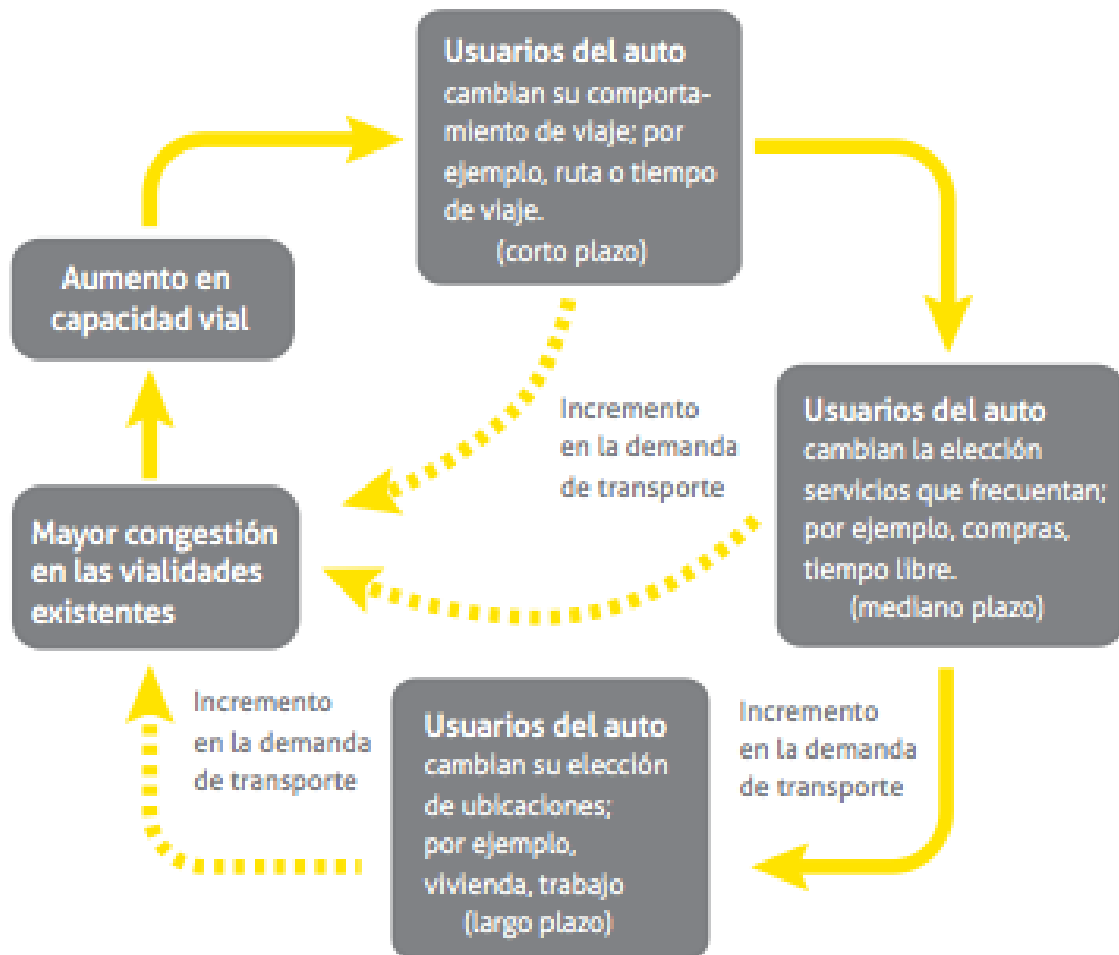 Usuarios del auto
cambian su comporta-
miento de viaje; por
ejemplo, ruta o tiempo
de viaje.
(corto plazo)
Aumento en
capacidad vial
Incremento
en la demanda
de transporte
Usuarios del auto
cambian la elección
servicios que frecuentan;
por ejemplo, compras,
tiempo libre.
(mediano plazo)
Mayor congestión
en las vialidades
existentes
Incremento
en la demanda
de transporte
Usuarios del auto
cambian su elección
de ubicaciones;
por ejemplo,
vivienda, trabajo
(largo plazo)
Incremento
en la demanda
de transporte